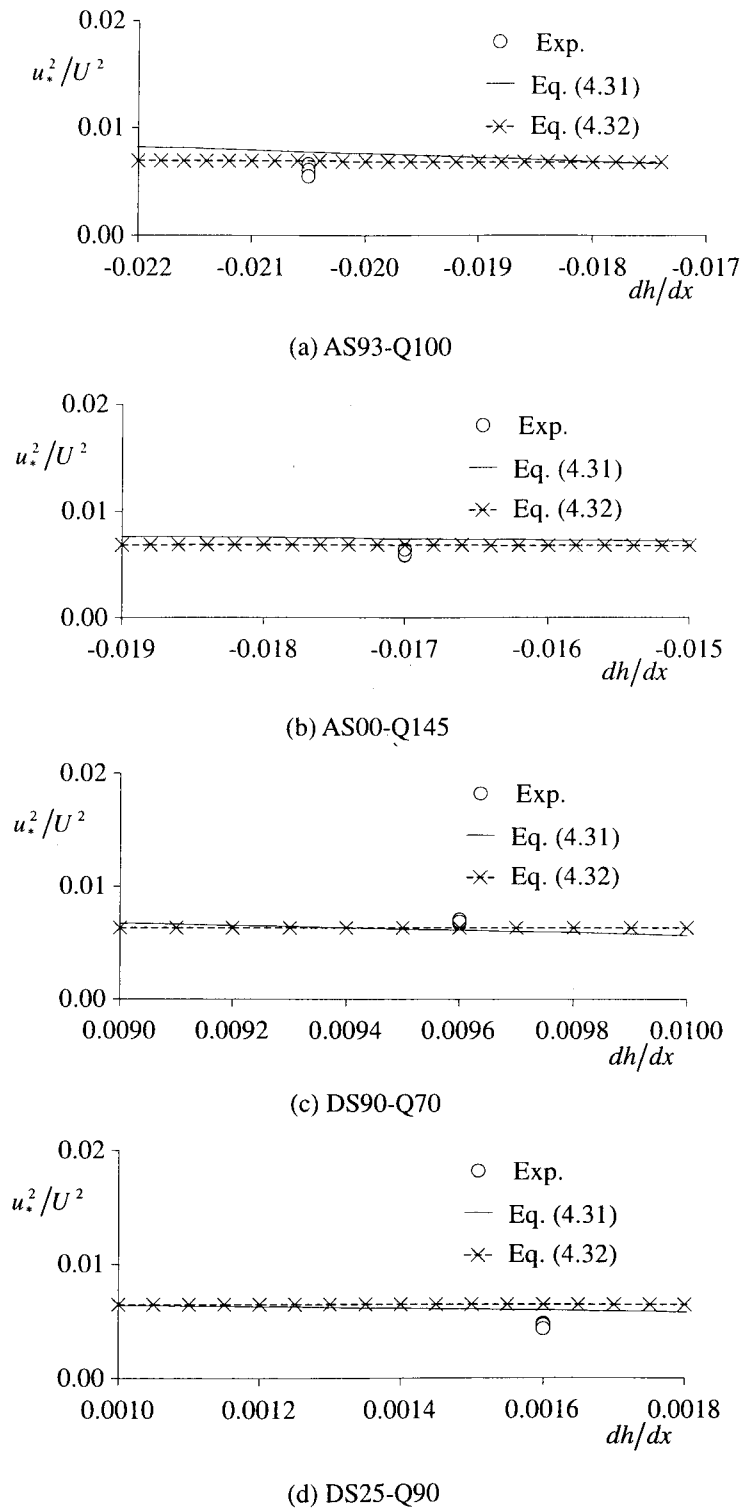 0.02
u*²/U²
Exp.
Eq. (4.31)
Eq. (4.32)
0.01
0.00
-0.022 -0.021 -0.020 -0.019 -0.018 -0.017
dh/dx
(a) AS93-Q100
0.02
u*²/U²
Exp.
Eq. (4.31)
Eq. (4.32)
0.01
0.00
-0.019 -0.018 -0.017 -0.016 -0.015
dh/dx
(b) AS00-Q145
0.02
u*²/U²
Exp.
Eq. (4.31)
Eq. (4.32)
0.01
0.00
0.0090 0.0092 0.0094 0.0096 0.0098 0.0100
dh/dx
(c) DS90-Q70
0.02
u*²/U²
Exp.
Eq. (4.31)
Eq. (4.32)
0.01
0.00
0.0010 0.0012 0.0014 0.0016 0.0018
dh/dx
(d) DS25-Q90